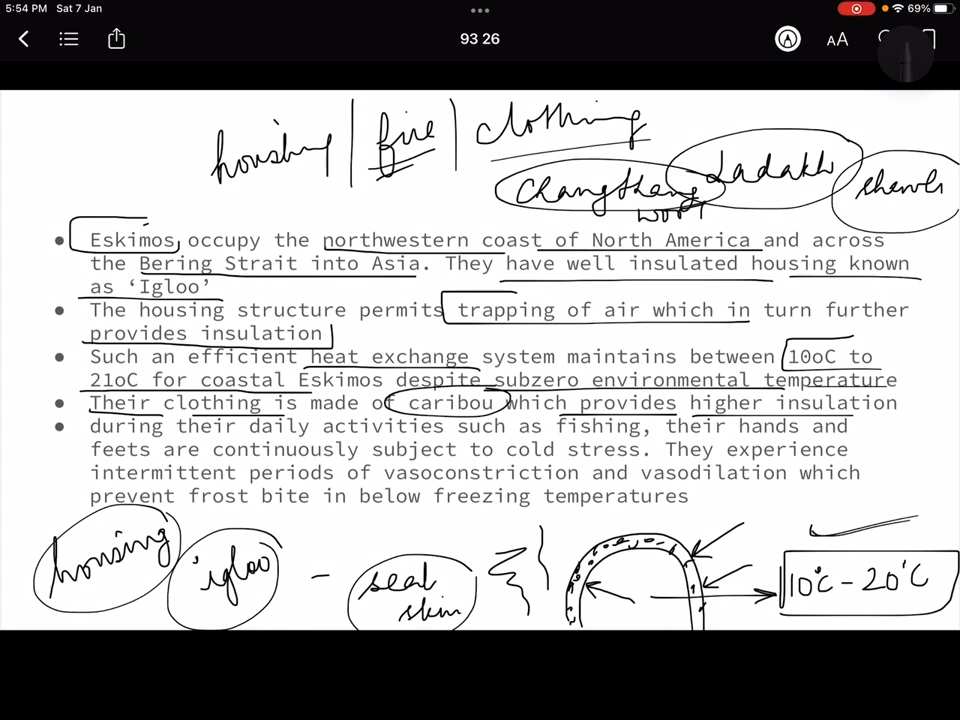 5:54 PM Sat 7 Jan
69%
93 26
AA
housing | fire | clothing
Changthang Ladakh shawls
wool
• Eskimos, occupy the northwestern coast of North America and across
the Bering Strait into Asia. They have well insulated housing known
as ‘Igloo’
• The housing structure permits trapping of air which in turn further
provides insulation
• Such an efficient heat exchange system maintains between 10oC to
21oC for coastal Eskimos despite subzero environmental temperature
• Their clothing is made of caribou which provides higher insulation
• during their daily activities such as fishing, their hands and
feets are continuously subject to cold stress. They experience
intermittent periods of vasoconstriction and vasodilation which
prevent frost bite in below freezing temperatures
housing igloo - seal
skin
10°C - 20°C